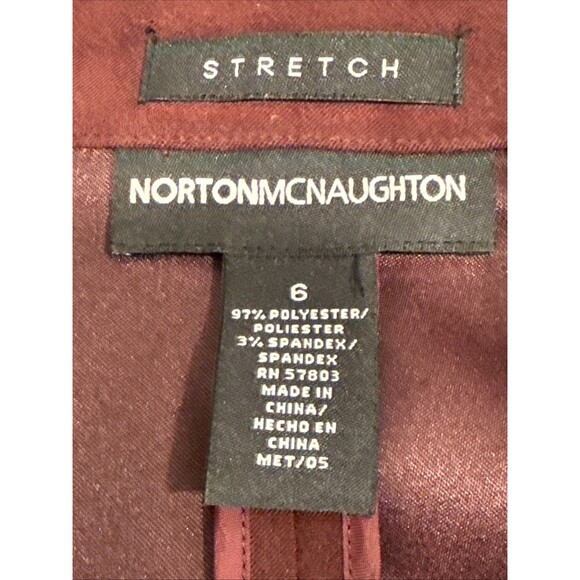 STRETCH
NORTONMCNAUGHTON
6
97% POLYESTER/
POLIESTER
3% SPANDEX/
SPANDEX
RN 57803
MADE IN
CHINA/
HECHO EN
CHINA
MET/05